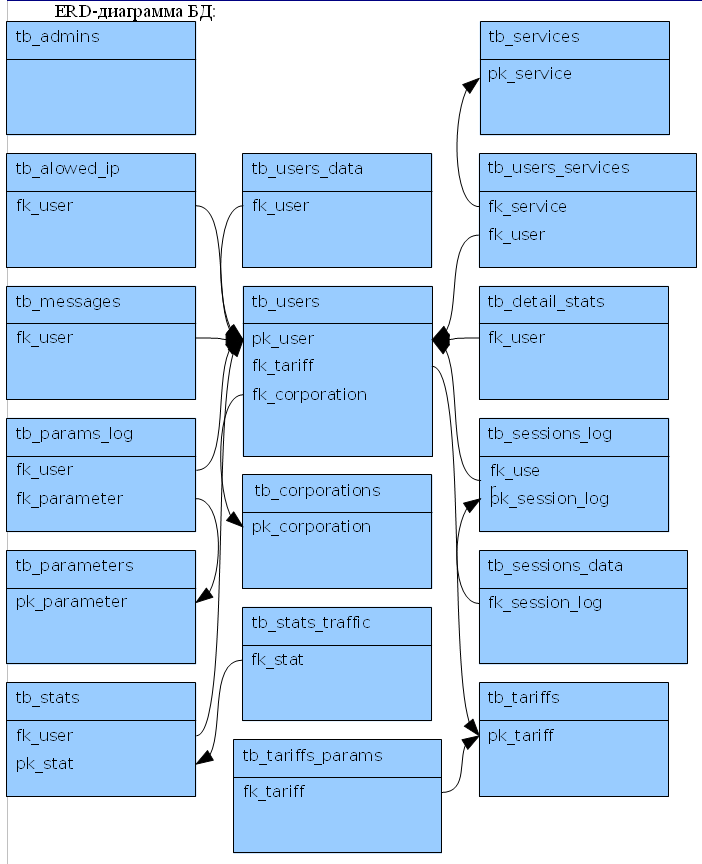 ERD-диаграмма БД:
tb_admins
tb_services
pk_service
tb_alowed_ip
fk_user
tb_users_data
fk_user
tb_users_services
fk_service
fk_user
tb_messages
fk_user
tb_users
pk_user
fk_tariff
fk_corporation
tb_detail_stats
fk_user
tb_params_log
fk_user
fk_parameter
tb_corporations
pk_corporation
tb_sessions_log
fk_use
pk_session_log
tb_parameters
pk_parameter
tb_stats_traffic
fk_stat
tb_sessions_data
fk_session_log
tb_stats
fk_user
pk_stat
tb_tariffs_params
fk_tariff
tb_tariffs
pk_tariff